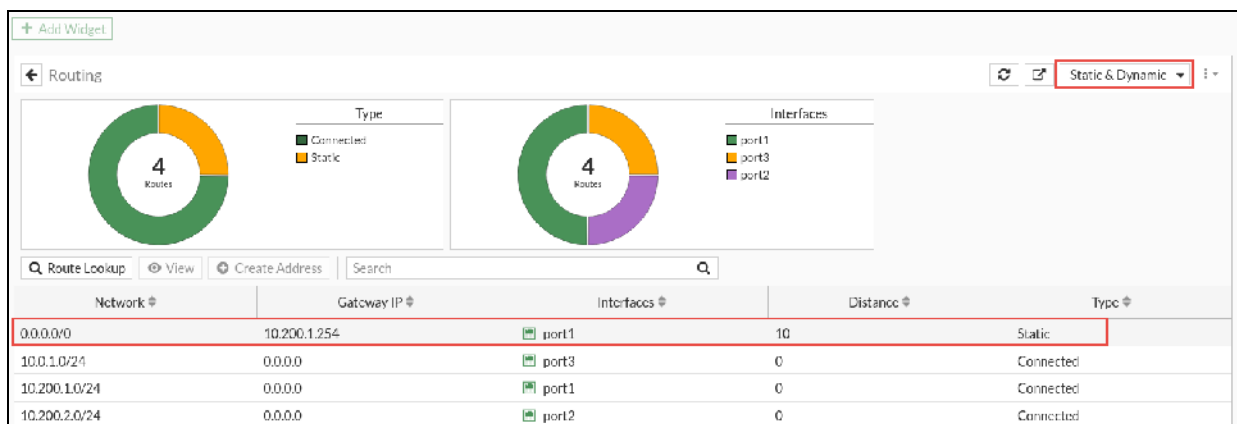 + Add Widget
Routing
Static & Dynamic
4
Routes
Type
Connected
Static
4
Routes
Interfaces
port1
port3
port2
Route Lookup View Create Address Search
Network Gateway IP Interfaces Distance Type
0.0.0.0/0 10.200.1.254 port1 10 Static
10.0.1.0/24 0.0.0.0 port3 0 Connected
10.200.1.0/24 0.0.0.0 port1 0 Connected
10.200.2.0/24 0.0.0.0 port2 0 Connected